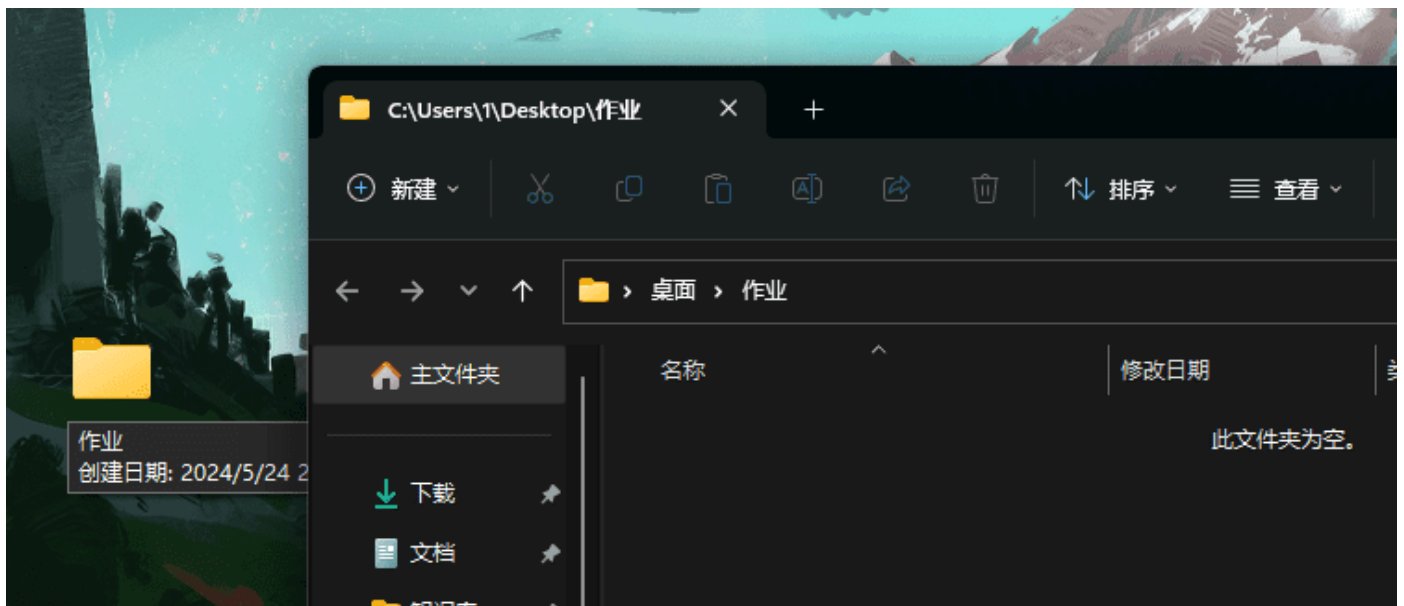 C:\Users\1\Desktop\作业
新建
排序
查看
桌面 > 作业
主文件夹
名称
修改日期
此文件夹为空。
作业
创建日期: 2024/5/24 2
下载
文档